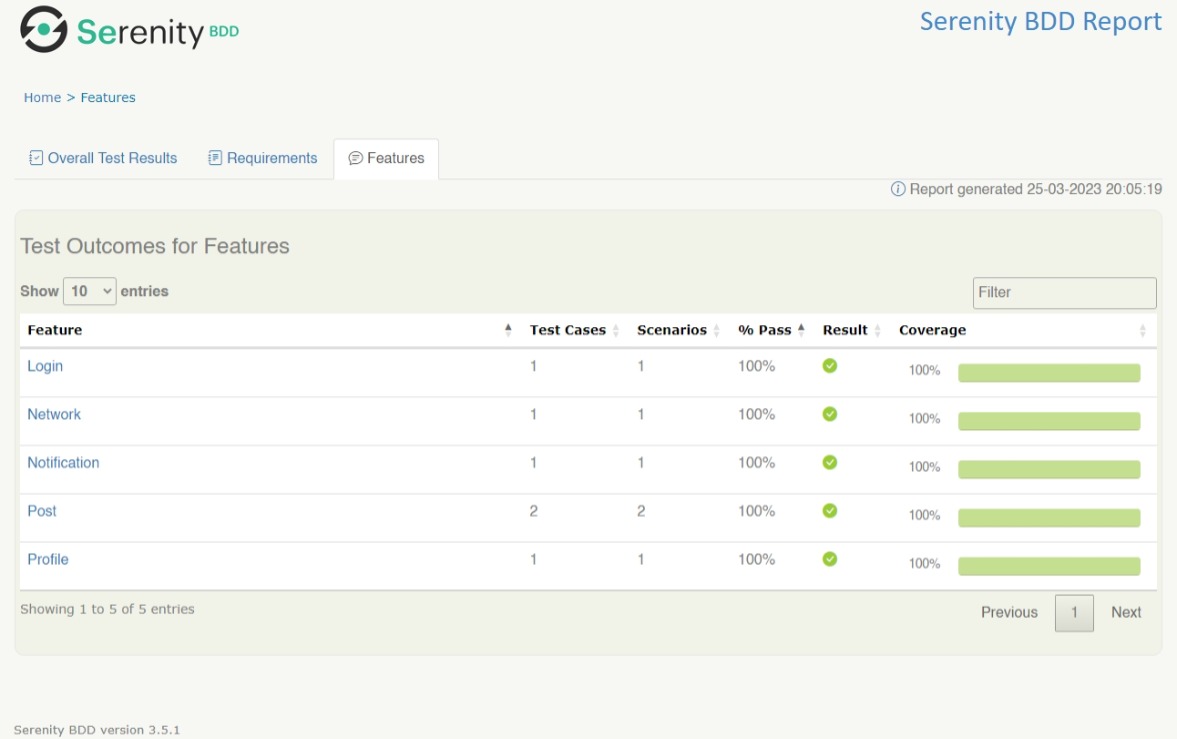 Serenity BDD
Serenity BDD Report
Home > Features
Overall Test Results Requirements Features
Report generated 25-03-2023 20:05:19
Test Outcomes for Features
Show 10 entries Filter
Feature Test Cases Scenarios % Pass Result Coverage
Login 1 1 100% 100%
Network 1 1 100% 100%
Notification 1 1 100% 100%
Post 2 2 100% 100%
Profile 1 1 100% 100%
Showing 1 to 5 of 5 entries Previous 1 Next
Serenity BDD version 3.5.1